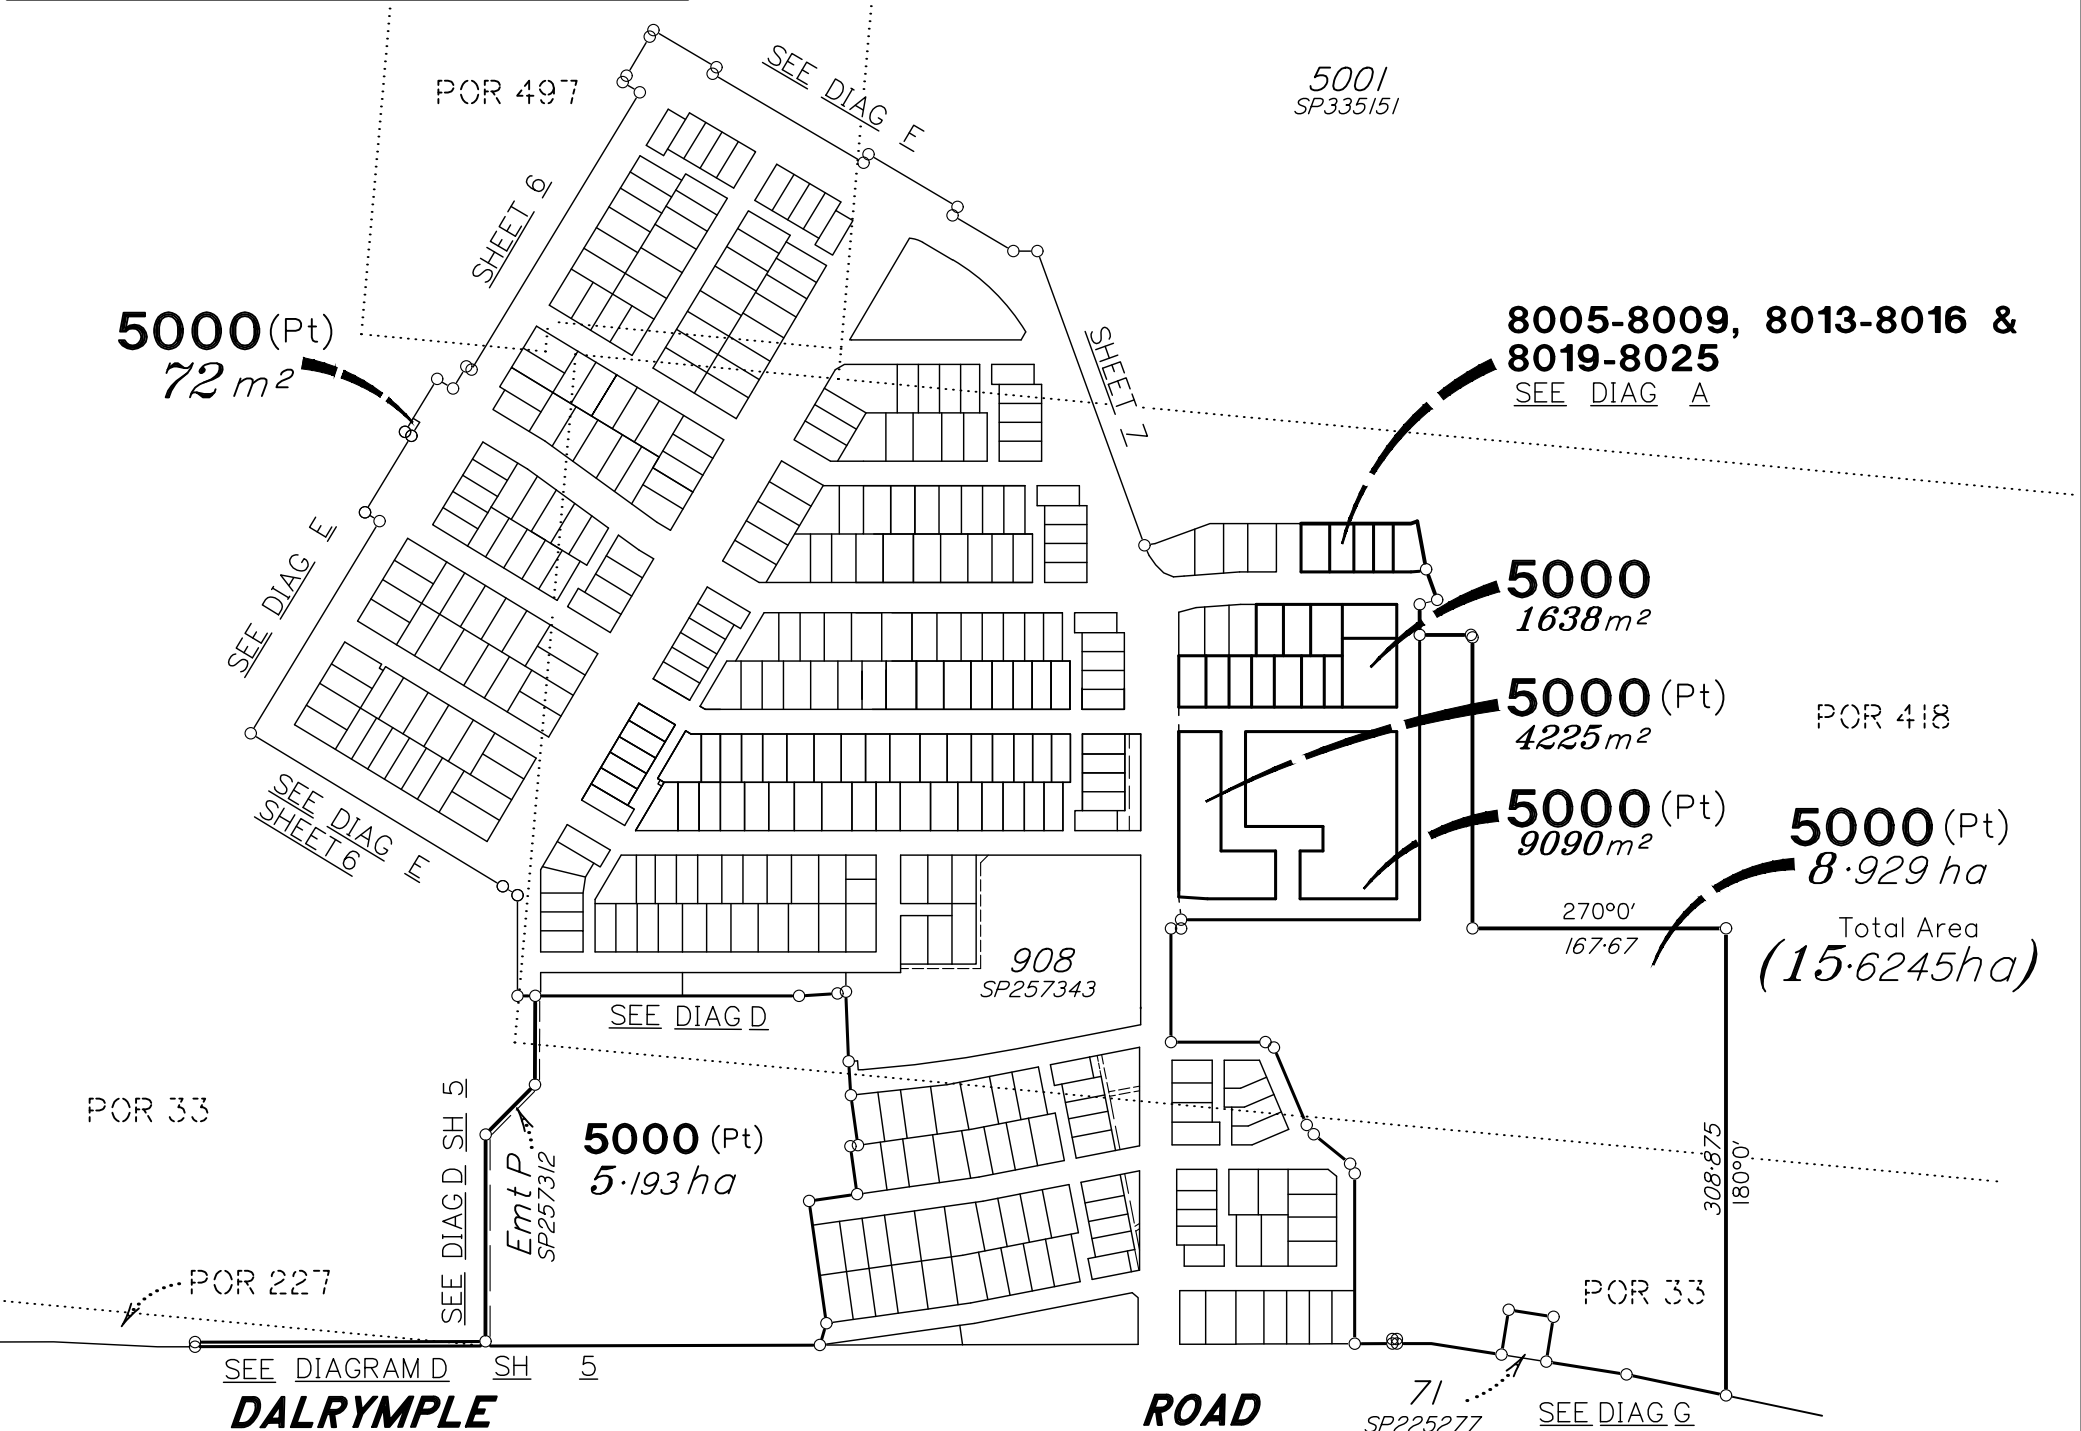 SEE DIAG E
POR 497
5001
SP335151
SHEET 6
5000 (Pt)
72 m²
8005-8009, 8013-8016 &
8019-8025
SEE DIAG A
SHEET 7
SEE DIAG E
5000
1638 m²
5000 (Pt)
4225 m²
POR 418
5000 (Pt)
9090 m²
5000 (Pt)
8·929 ha
Total Area
(15·6245ha)
SEE DIAG E
SHEET 6
270°0'
167·67
908
SP257343
SEE DIAG D
POR 33
SEE DIAG D SH 5
Emt P
SP257312
5000 (Pt)
5·193 ha
308·875
180°0'
POR 227
POR 33
SEE DIAGRAM D SH 5
71
SP225277
SEE DIAG G
DALRYMPLE ROAD